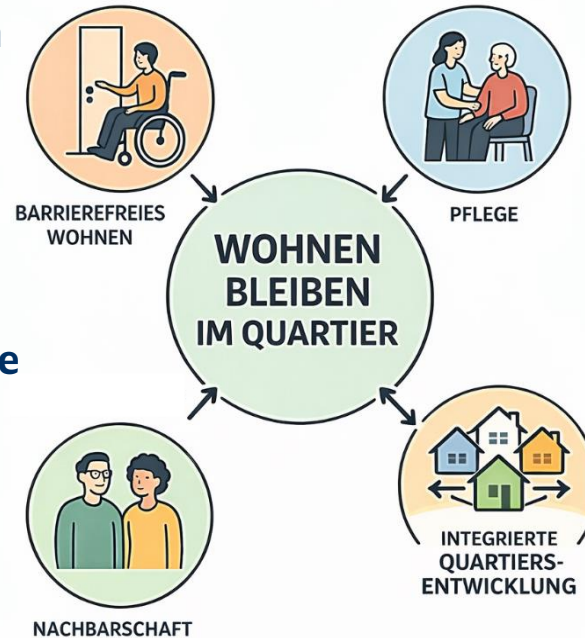 BARRIEREFREIES
WOHNEN
PFLEGE
WOHNEN
BLEIBEN
IM QUARTIER
e
NACHBARSCHAFT
INTEGRIERTE
QUARTIERS-
ENTWICKLUNG